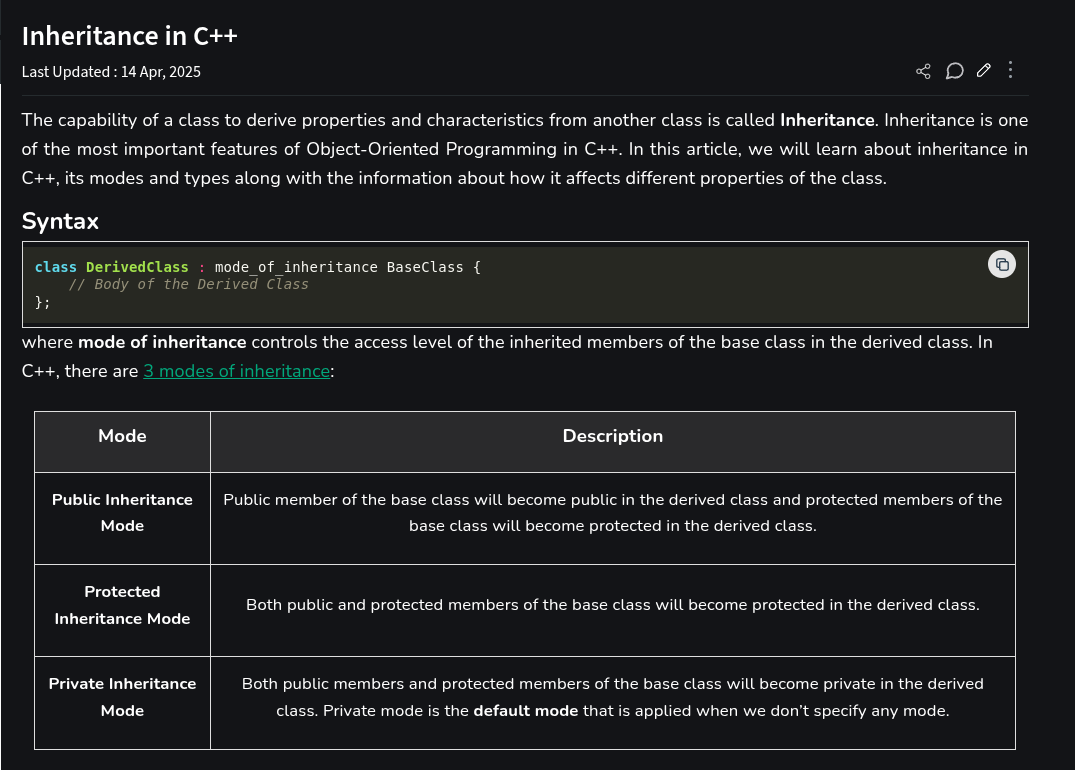 Inheritance in C++
Last Updated : 14 Apr, 2025
The capability of a class to derive properties and characteristics from another class is called Inheritance. Inheritance is one
of the most important features of Object-Oriented Programming in C++. In this article, we will learn about inheritance in
C++, its modes and types along with the information about how it affects different properties of the class.
Syntax
class DerivedClass : mode_of_inheritance BaseClass {
    // Body of the Derived Class
};
where mode of inheritance controls the access level of the inherited members of the base class in the derived class. In
C++, there are 3 modes of inheritance:
Mode
Description
Public Inheritance
Mode
Public member of the base class will become public in the derived class and protected members of the
base class will become protected in the derived class.
Protected
Inheritance Mode
Both public and protected members of the base class will become protected in the derived class.
Private Inheritance
Mode
Both public members and protected members of the base class will become private in the derived
class. Private mode is the default mode that is applied when we don’t specify any mode.